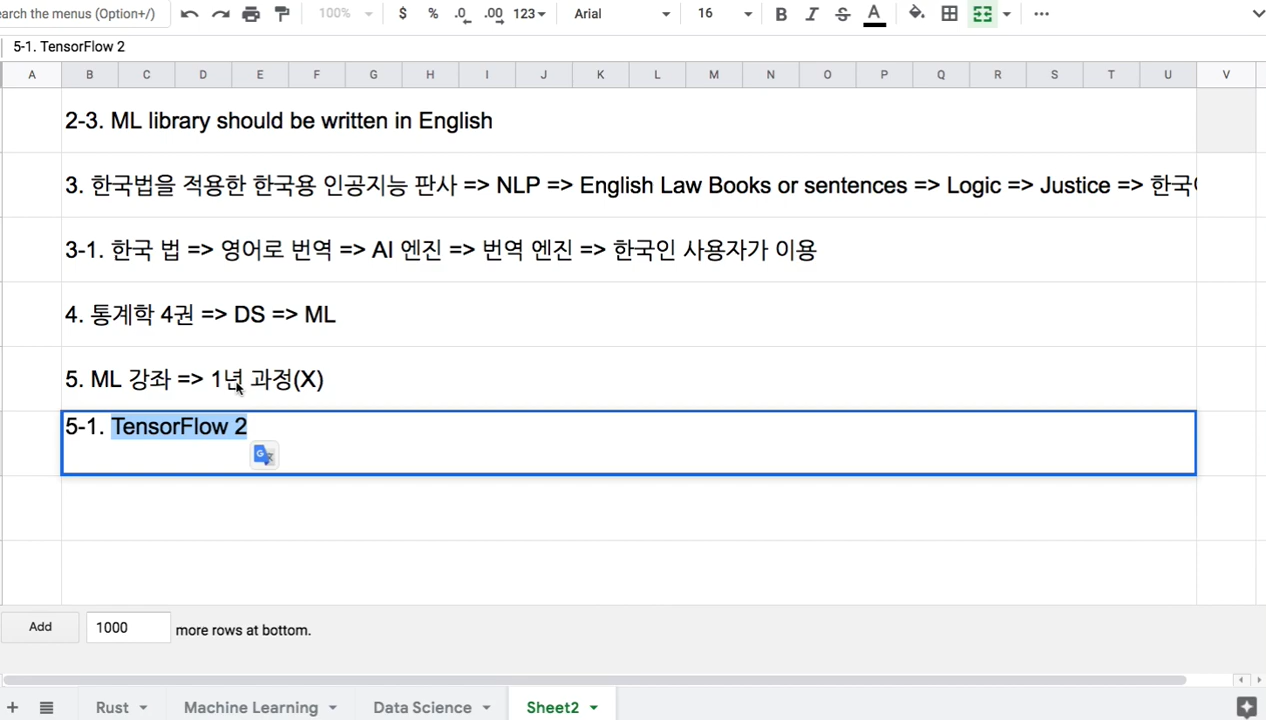 earch the menus (Option+/)
100%
$ % .0 .00 123
Arial
16
B I S A
5-1. TensorFlow 2
A B C D E F G H I J K L M N O P Q R S T U V
2-3. ML library should be written in English
3. 한국법을 적용한 한국용 인공지능 판사 => NLP => English Law Books or sentences => Logic => Justice => 한국
3-1. 한국 법 => 영어로 번역 => AI 엔진 => 번역 엔진 => 한국인 사용자가 이용
4. 통계학 4권 => DS => ML
5. ML 강좌 => 1년 과정(X)
5-1. TensorFlow 2
Add 1000 more rows at bottom.
Rust
Machine Learning
Data Science
Sheet2